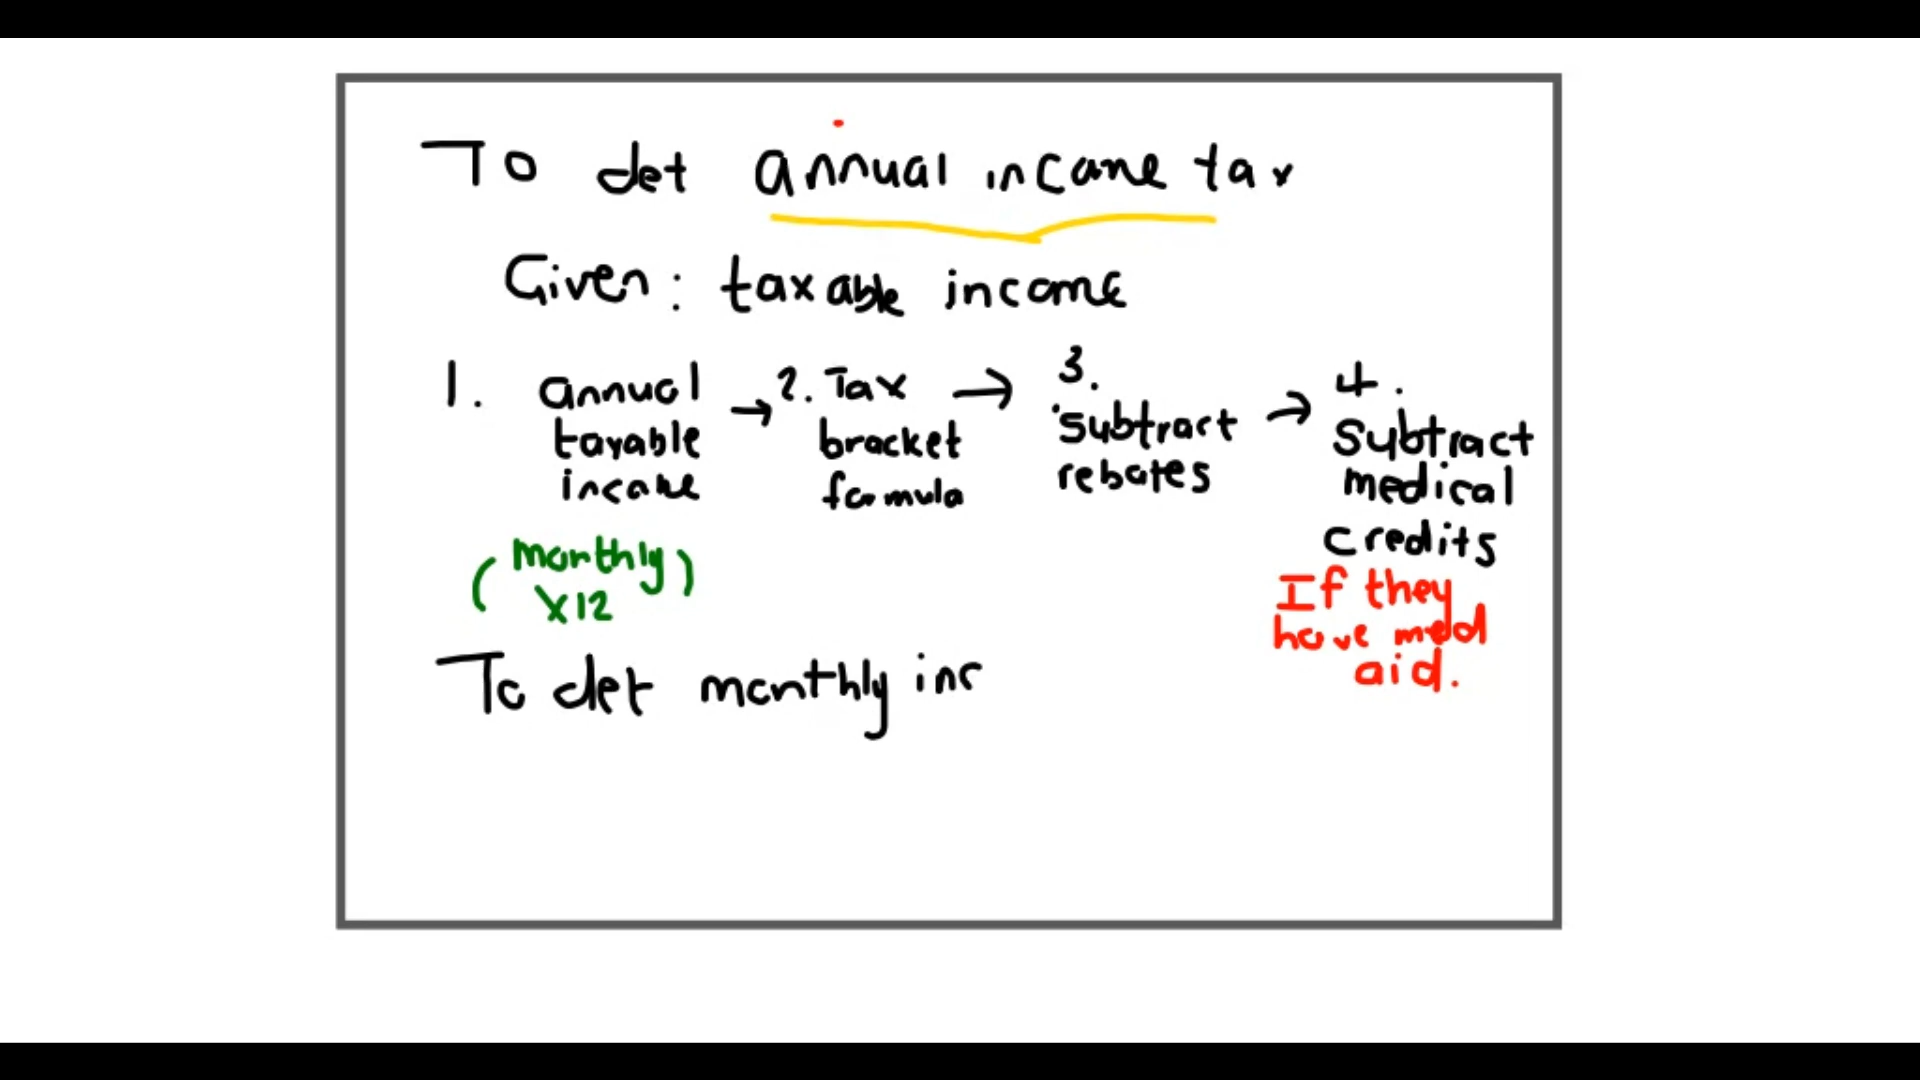 To det annual income tax
Given: taxable income
1. annual taxable income → 2. Tax bracket formula → 3. subtract rebates → 4. subtract medical credits
(monthly x12)
If they have med aid.
To det monthly inc